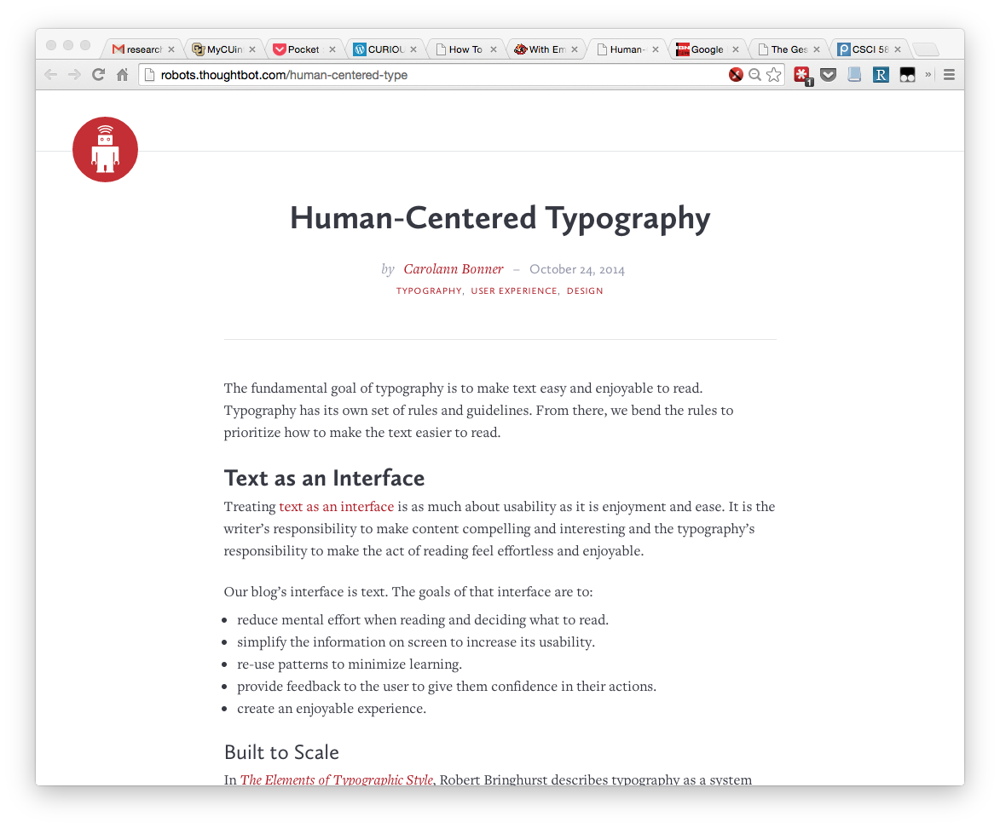 research
MyCUin
Pocket
CURIOU
How To
With Em
Human-
Google
The Ges
CSCI 58
robots.thoughtbot.com/human-centered-type
1
R
»
Human-Centered Typography
by Carolann Bonner – October 24, 2014
TYPOGRAPHY, USER EXPERIENCE, DESIGN
The fundamental goal of typography is to make text easy and enjoyable to read.
Typography has its own set of rules and guidelines. From there, we bend the rules to
prioritize how to make the text easier to read.
Text as an Interface
Treating text as an interface is as much about usability as it is enjoyment and ease. It is the
writer’s responsibility to make content compelling and interesting and the typography’s
responsibility to make the act of reading feel effortless and enjoyable.
Our blog’s interface is text. The goals of that interface are to:
• reduce mental effort when reading and deciding what to read.
• simplify the information on screen to increase its usability.
• re-use patterns to minimize learning.
• provide feedback to the user to give them confidence in their actions.
• create an enjoyable experience.
Built to Scale
In The Elements of Typographic Style, Robert Bringhurst describes typography as a system